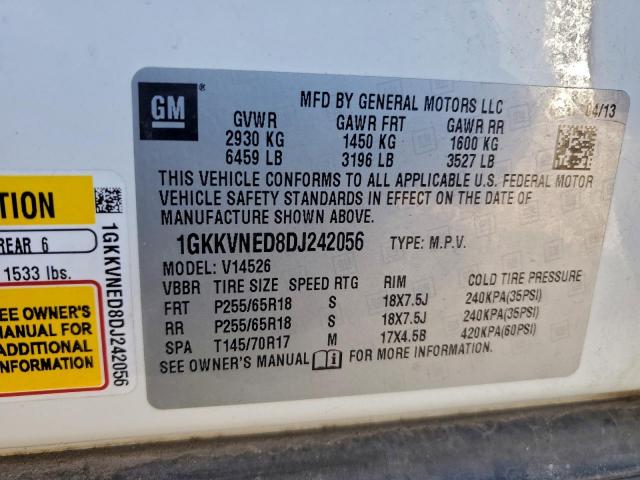 GM
MFD BY GENERAL MOTORS LLC
04/13
GVWR GAWR FRT GAWR RR
2930 KG 1450 KG 1600 KG
6459 LB 3196 LB 3527 LB
THIS VEHICLE CONFORMS TO ALL APPLICABLE U.S. FEDERAL MOTOR
VEHICLE SAFETY STANDARDS IN EFFECT ON THE DATE OF
MANUFACTURE SHOWN ABOVE.
1GKKVNED8DJ242056 TYPE: M.P.V.
MODEL: V14526
VBBR TIRE SIZE SPEED RTG RIM COLD TIRE PRESSURE
FRT P255/65R18 S 18X7.5J 240KPA(35PSI)
RR P255/65R18 S 18X7.5J 240KPA(35PSI)
SPA T145/70R17 M 17X4.5B 420KPA(60PSI)
SEE OWNER'S MANUAL i FOR MORE INFORMATION.
TION
REAR 6
1533 lbs.
EE OWNER'S
MANUAL FOR
ADDITIONAL
INFORMATION
1GKKVNED8DJ242056